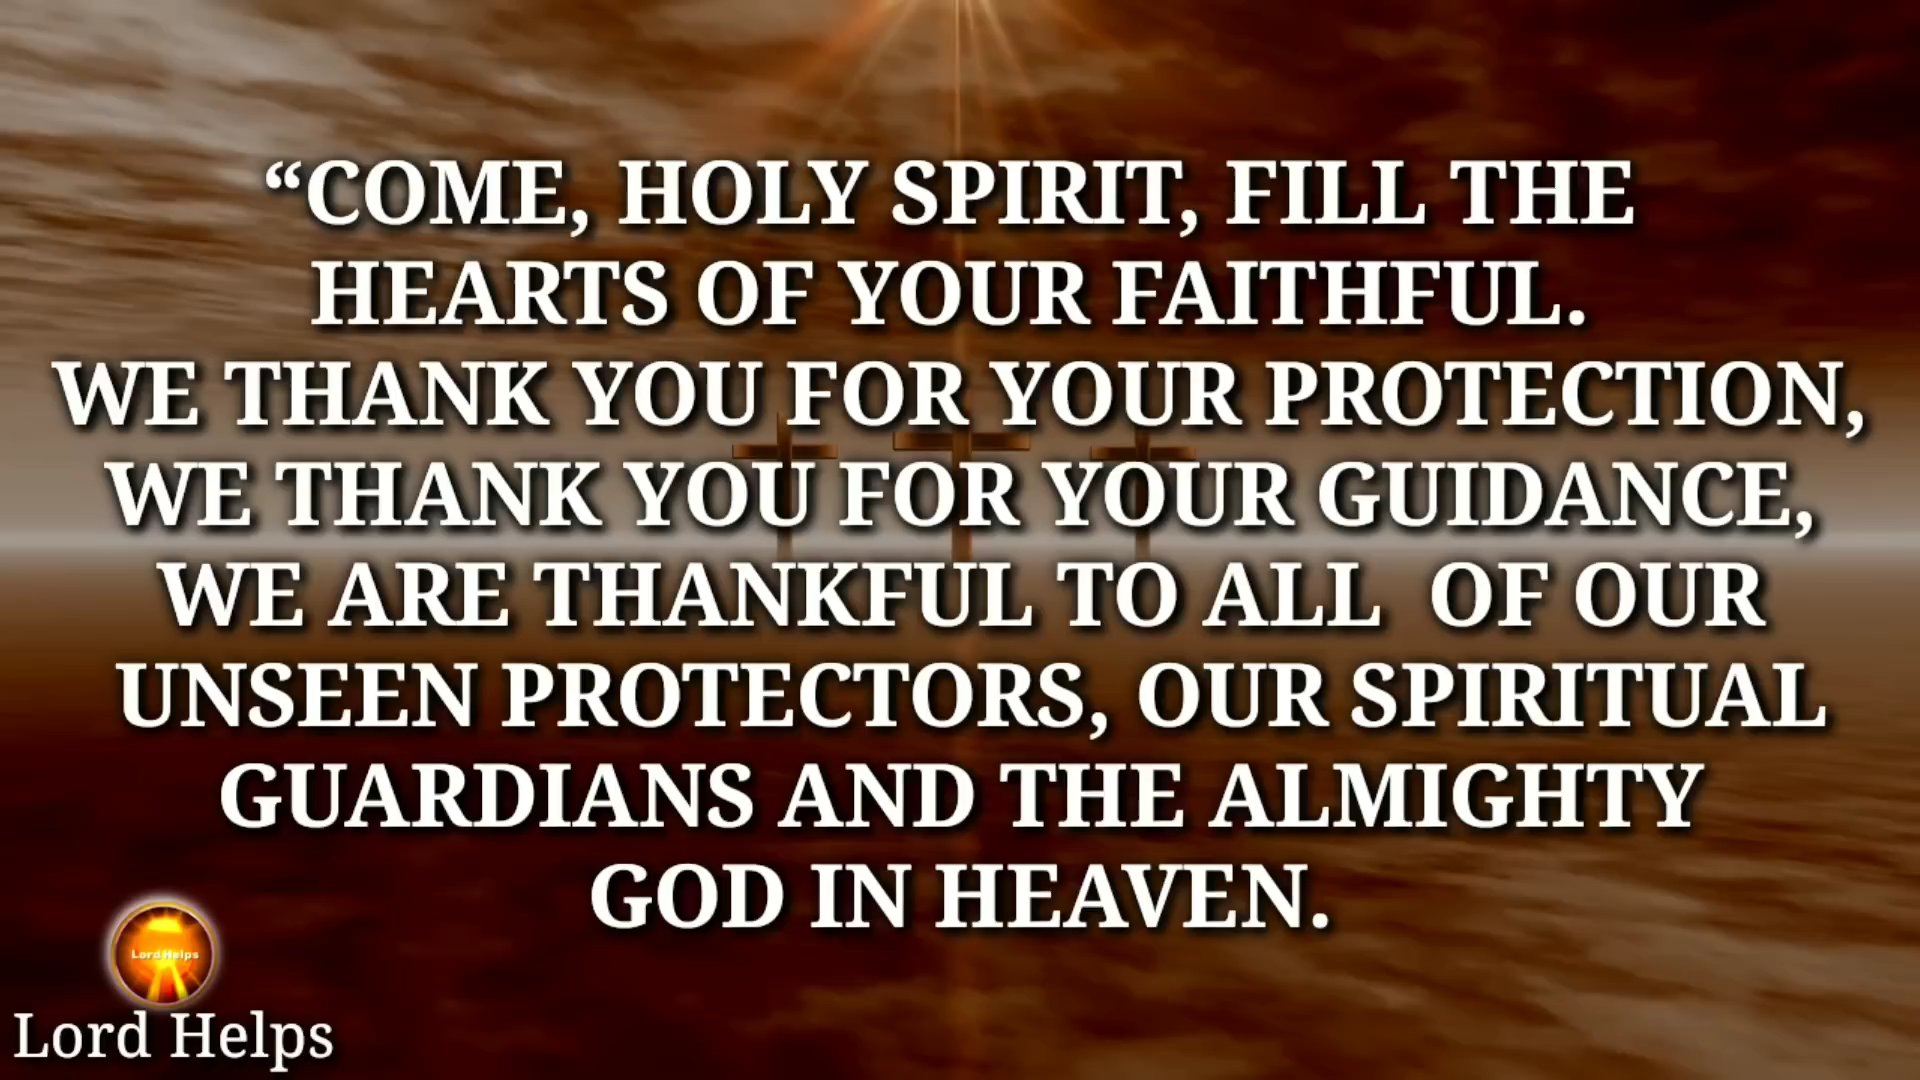 “COME, HOLY SPIRIT, FILL THE
HEARTS OF YOUR FAITHFUL.
WE THANK YOU FOR YOUR PROTECTION,
WE THANK YOU FOR YOUR GUIDANCE,
WE ARE THANKFUL TO ALL  OF OUR
UNSEEN PROTECTORS, OUR SPIRITUAL
GUARDIANS AND THE ALMIGHTY
GOD IN HEAVEN.
Lord Helps
Lord Helps